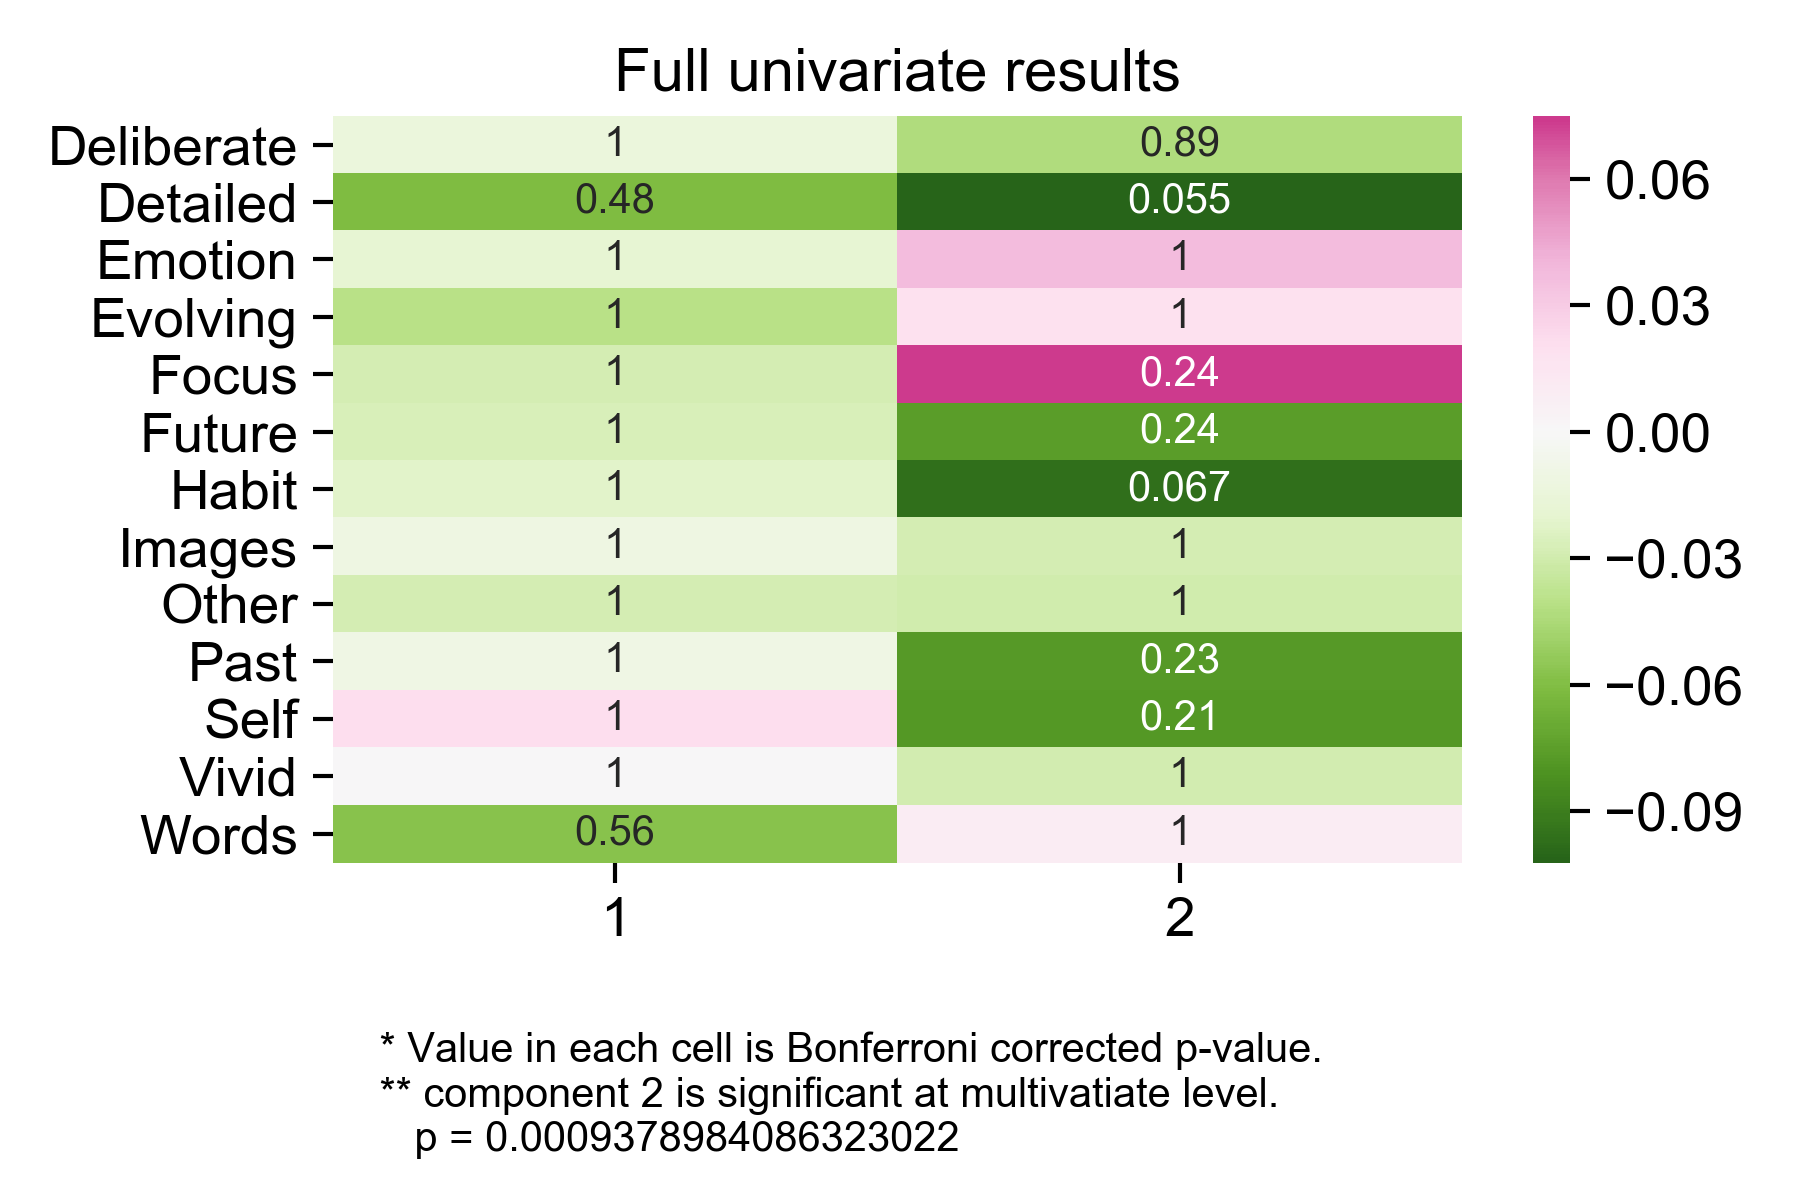 Full univariate results
Deliberate 1 0.89
Detailed 0.48 0.055
Emotion 1 1
Evolving 1 1
Focus 1 0.24
Future 1 0.24
Habit 1 0.067
Images 1 1
Other 1 1
Past 1 0.23
Self 1 0.21
Vivid 1 1
Words 0.56 1
1 2
0.06
0.03
0.00
−0.03
−0.06
−0.09
* Value in each cell is Bonferroni corrected p-value.
** component 2 is significant at multivatiate level.
p = 0.00093789840863230​22